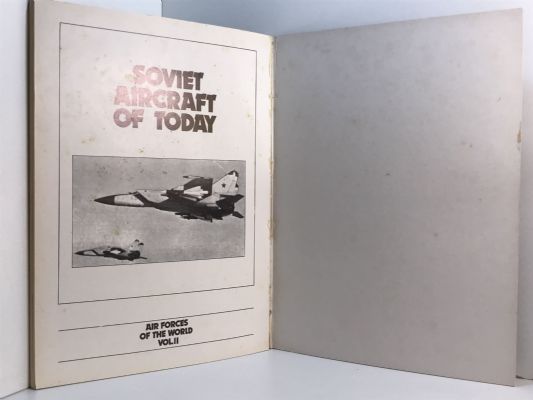 SOVIET
AIRCRAFT
OF TODAY
AIR FORCES
OF THE WORLD
VOL.II